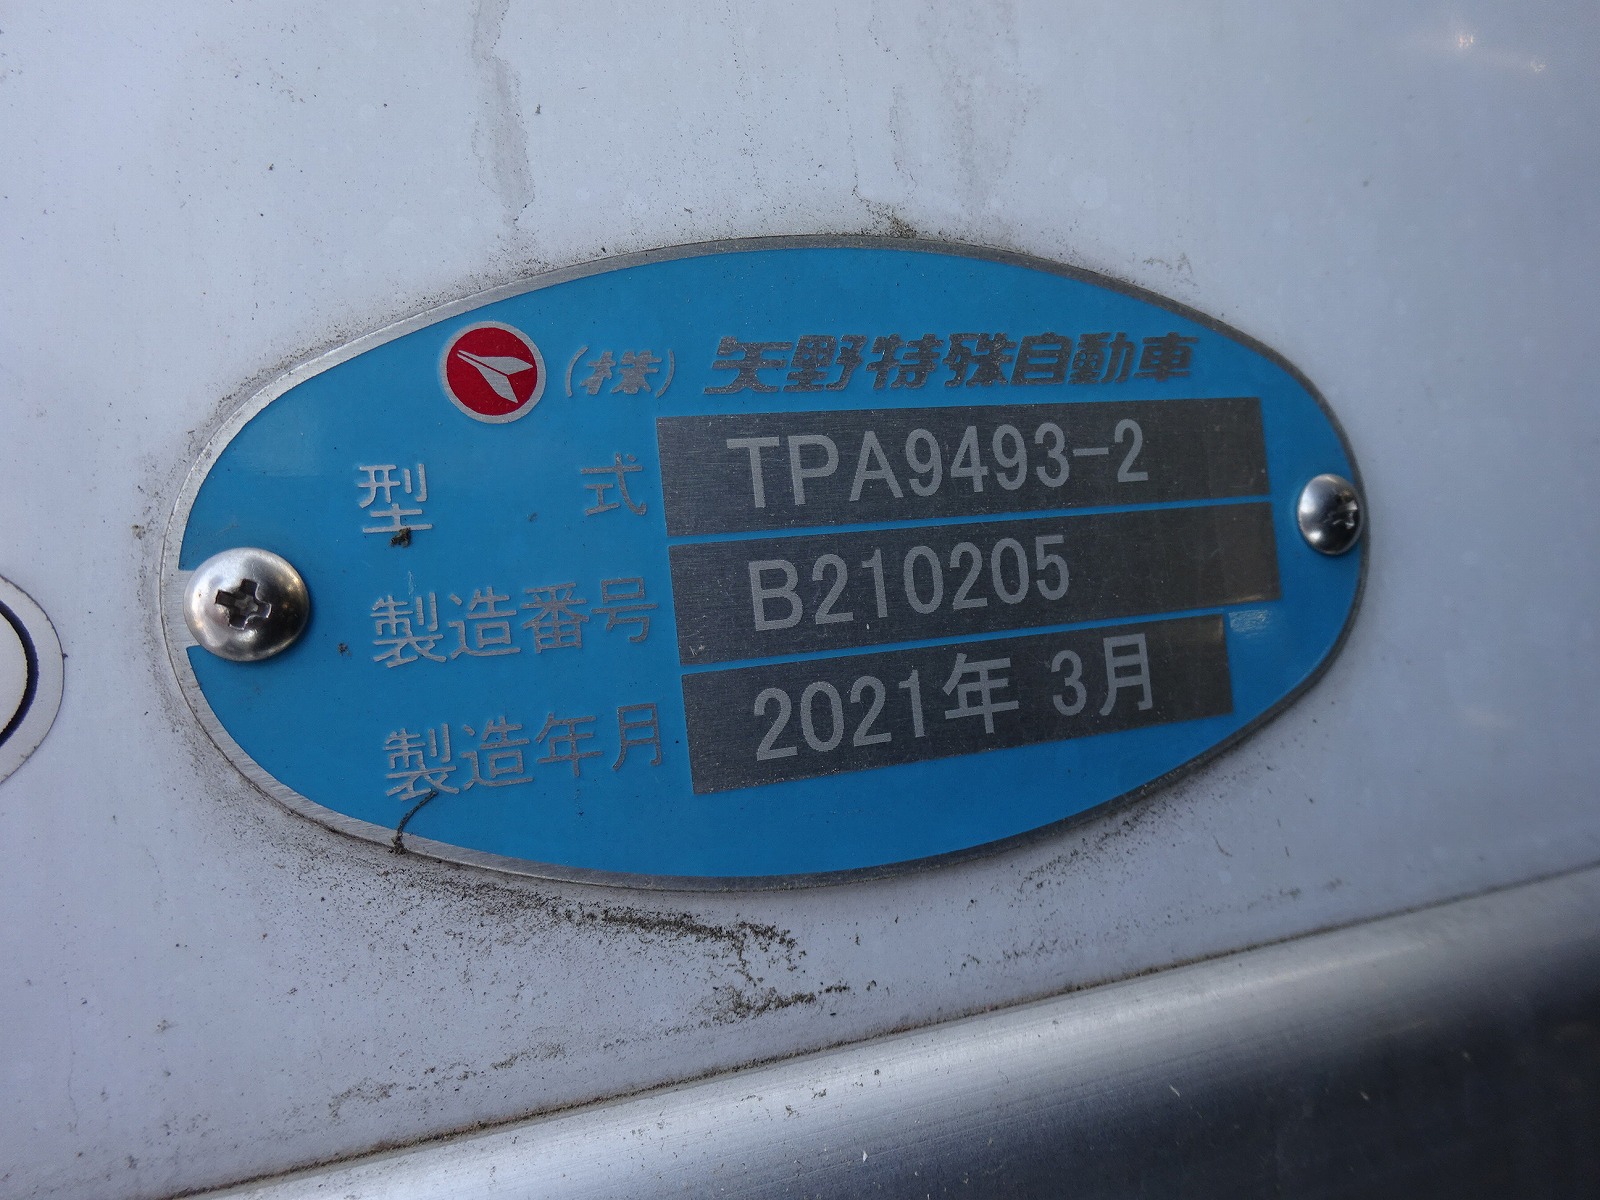 (株) 矢野特殊自動車
型 式 TPA9493-2
製造番号 B210205
製造年月 2021年 3月